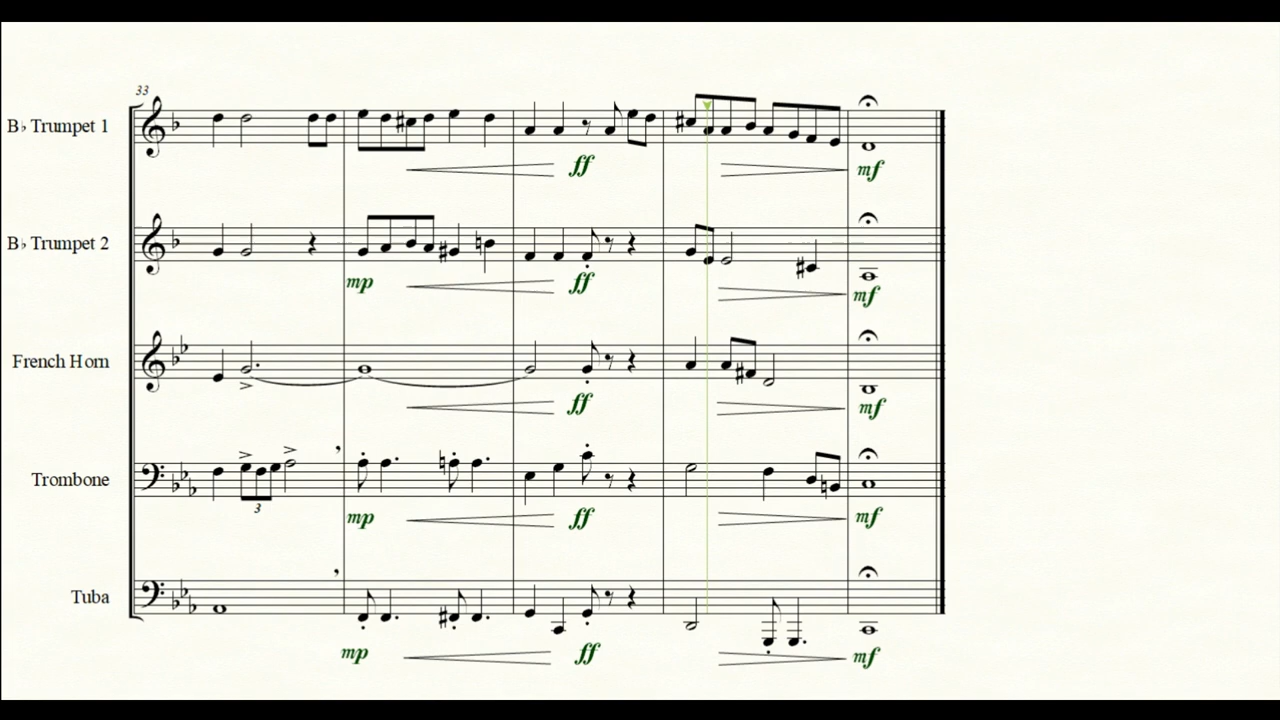 33
B♭ Trumpet 1
ff
mf
B♭ Trumpet 2
mp
ff
mf
French Horn
ff
mf
Trombone
3
mp
ff
mf
Tuba
mp
ff
mf